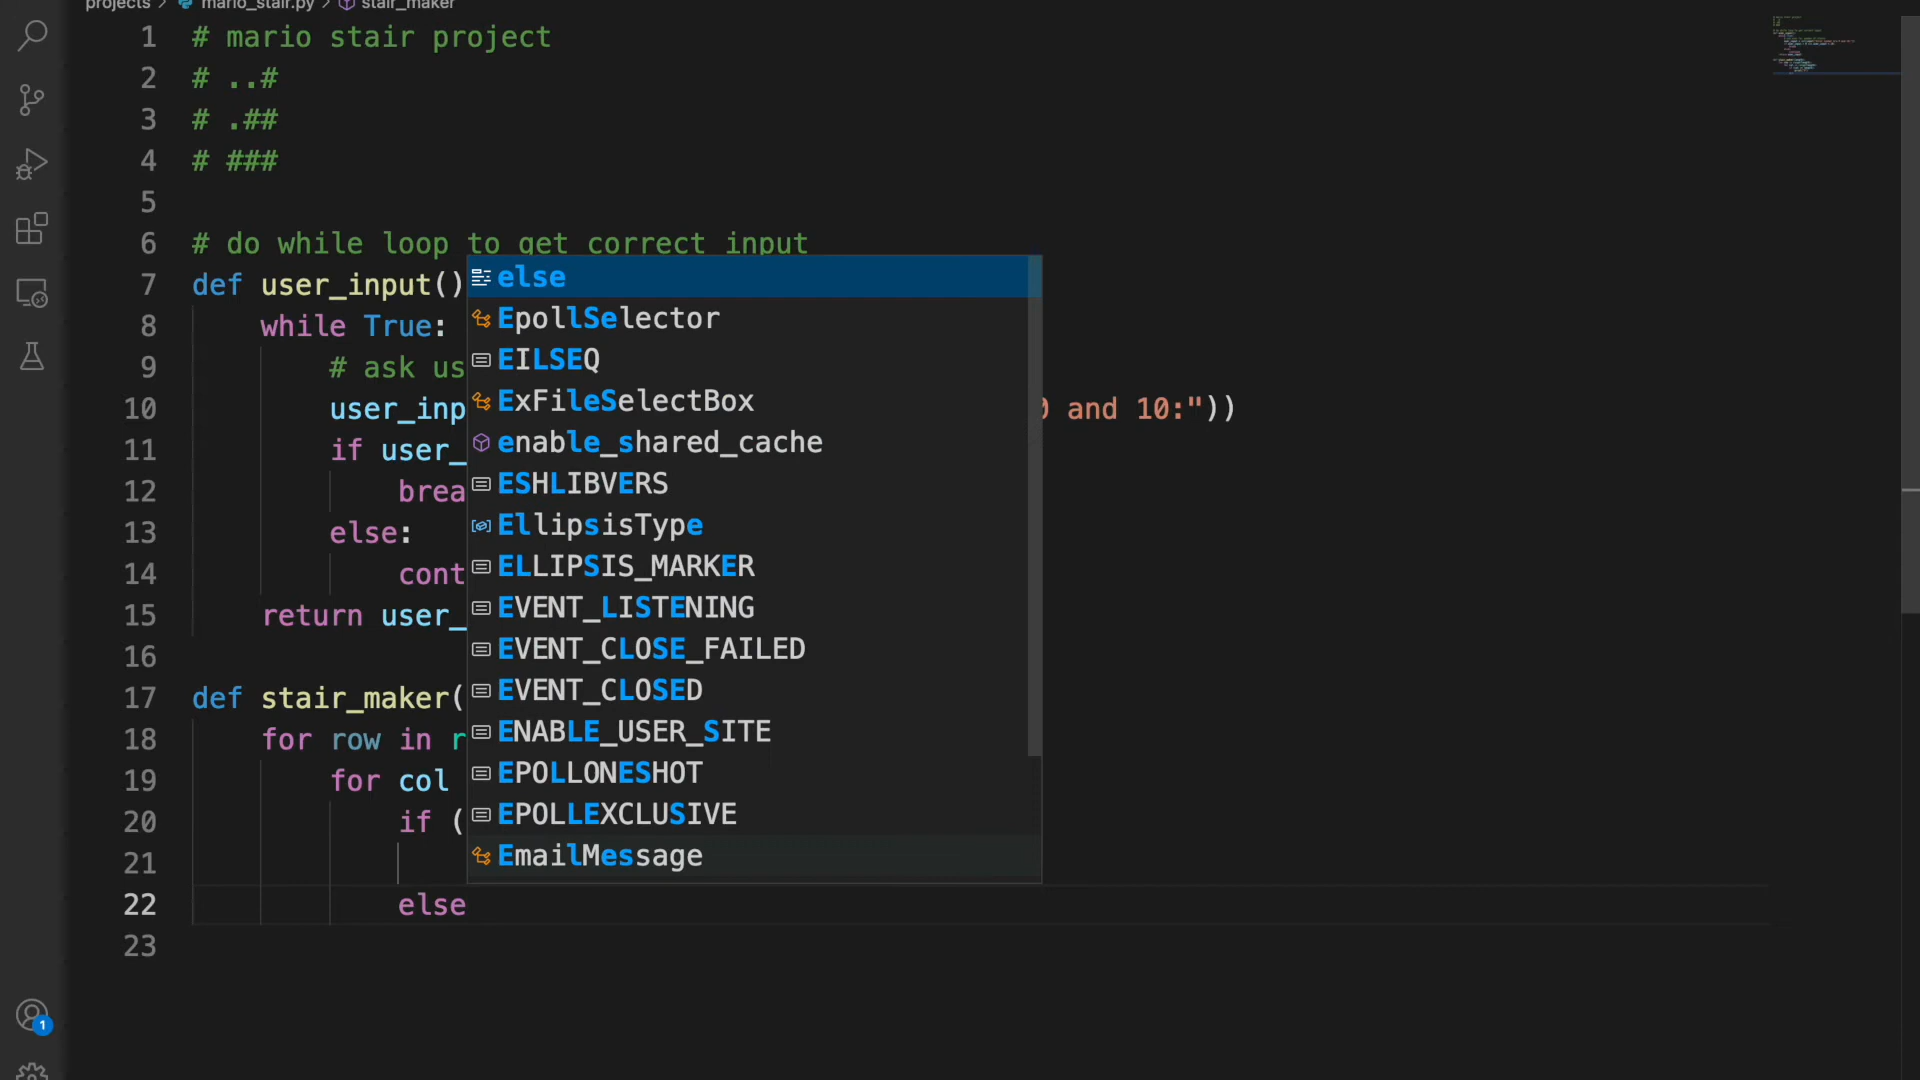 projects > mario_stair.py > stair_maker
1 # mario stair project
2 # ..#
3 # .##
4 # ###
5
6 # do while loop to get correct input
7 def user_input()
8 while True:
9 # ask us
10 user_inp 0 and 10:"))
11 if user_
12 brea
13 else:
14 cont
15 return user_
16
17 def stair_maker(
18 for row in r
19 for col
20 if (
21
22 else
23
else
EpollSelector
EILSEQ
ExFileSelectBox
enable_shared_cache
ESHLIBVERS
EllipsisType
ELLIPSIS_MARKER
EVENT_LISTENING
EVENT_CLOSE_FAILED
EVENT_CLOSED
ENABLE_USER_SITE
EPOLLONESHOT
EPOLLEXCLUSIVE
EmailMessage
1